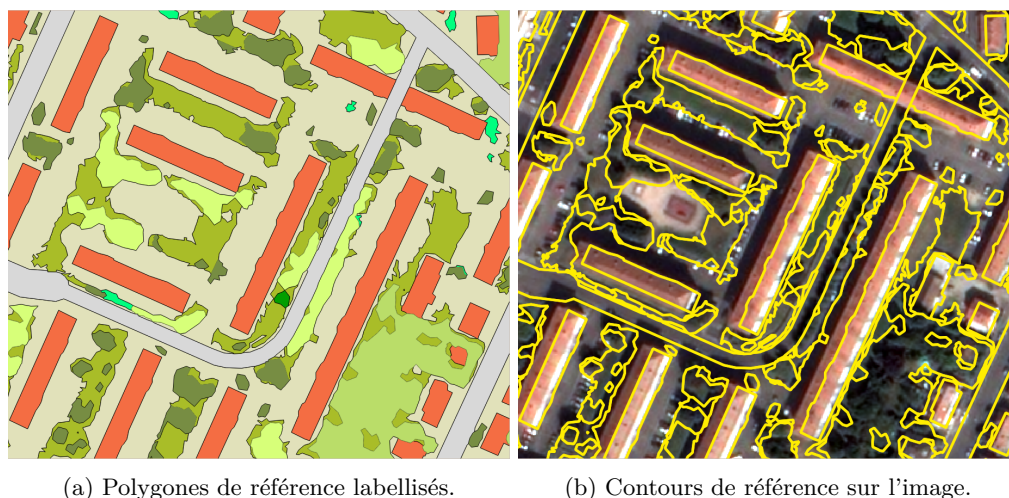 (a) Polygones de référence labellisés.
(b) Contours de référence sur l'image.